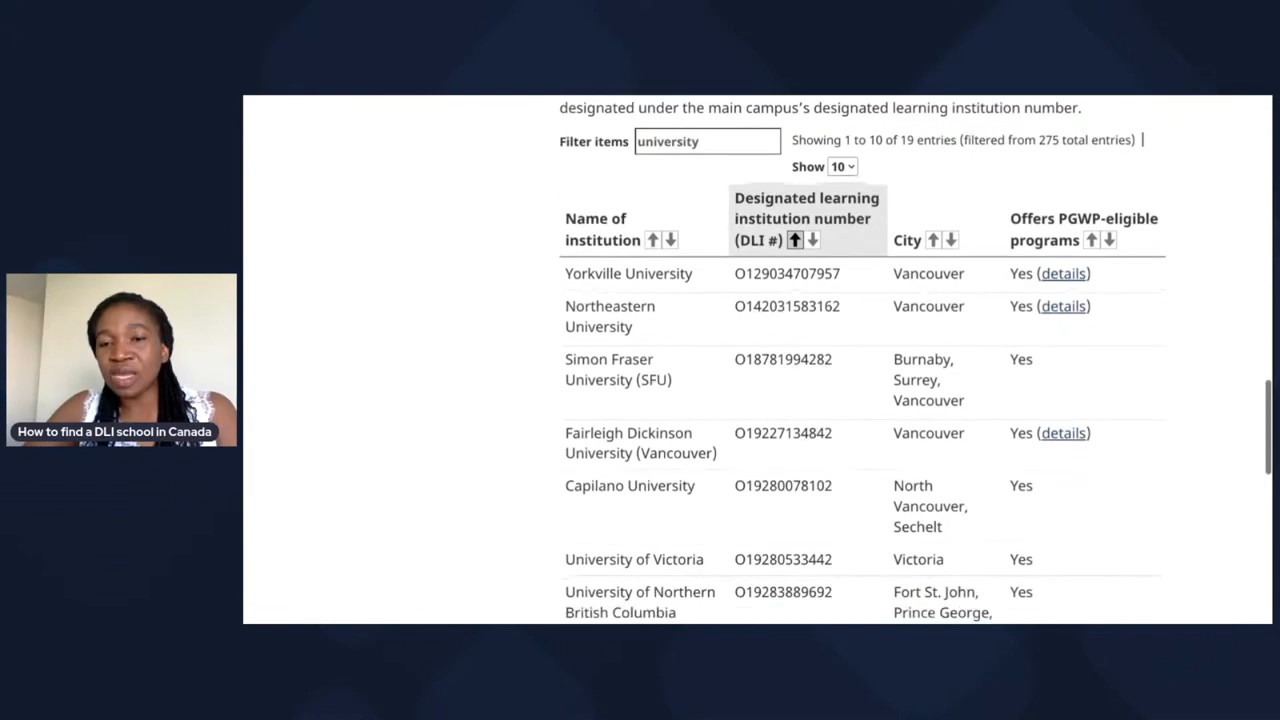 designated under the main campus’s designated learning institution number.
Filter items university Showing 1 to 10 of 19 entries (filtered from 275 total entries) |
Show 10
Name of institution
Designated learning institution number (DLI #)
City
Offers PGWP-eligible programs
Yorkville University O129034707957 Vancouver Yes (details)
Northeastern O142031583162 Vancouver Yes (details)
University
Simon Fraser O18781994282 Burnaby, Yes
University (SFU) Surrey,
Vancouver
Fairleigh Dickinson O19227134842 Vancouver Yes (details)
University (Vancouver)
Capilano University O19280078102 North Yes
Vancouver,
Sechelt
University of Victoria O19280533442 Victoria Yes
University of Northern O19283889692 Fort St. John, Yes
British Columbia Prince George,
How to find a DLI school in Canada